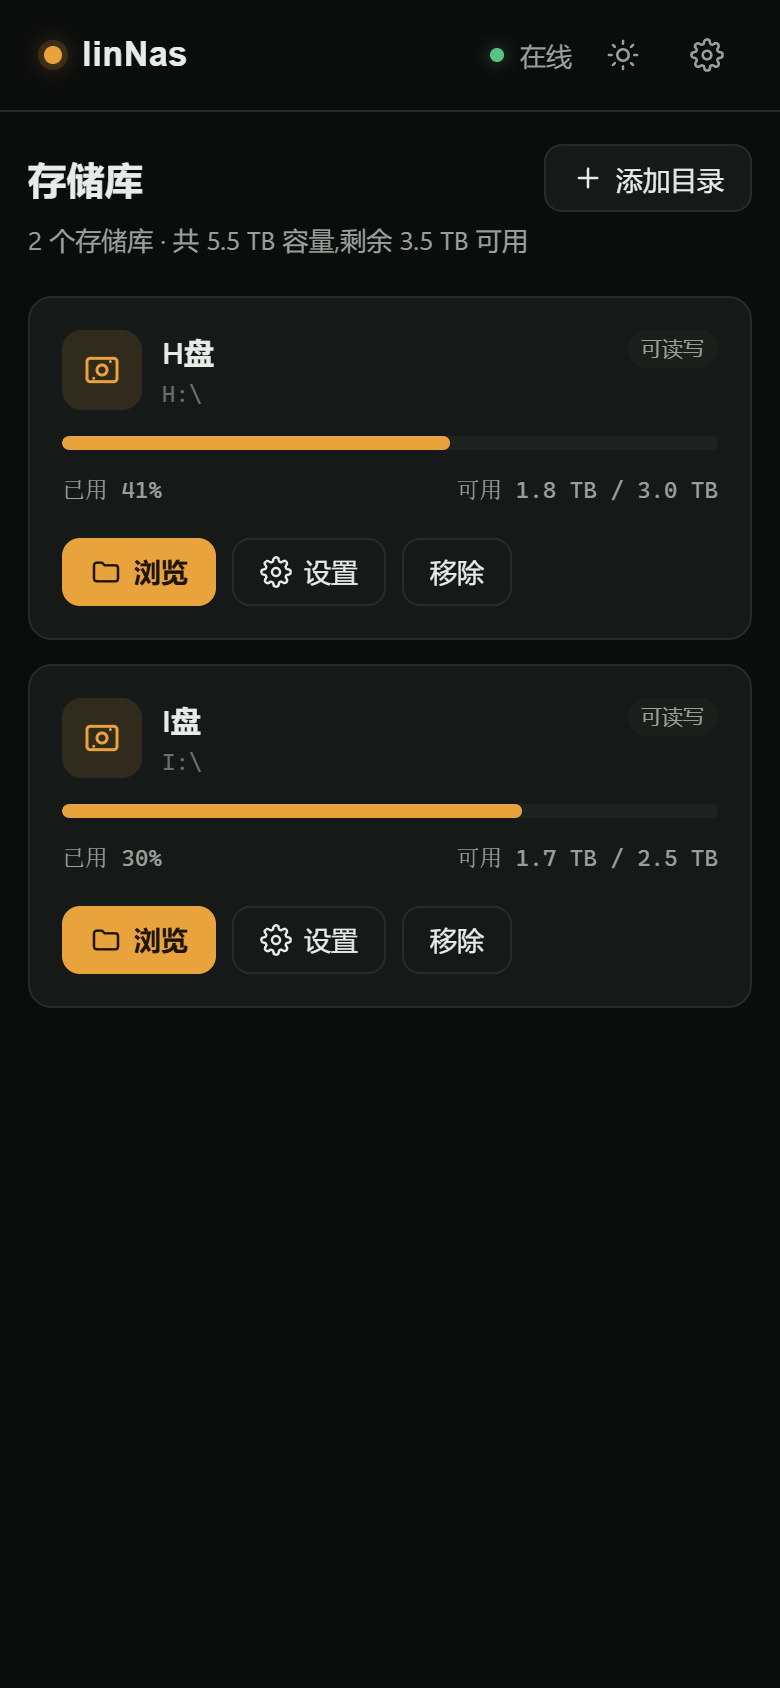 linNas
在线
存储库
添加目录
2 个存储库 · 共 5.5 TB 容量,剩余 3.5 TB 可用
H盘
可读写
H:\
已用 41%
可用 1.8 TB / 3.0 TB
浏览
设置
移除
I盘
可读写
I:\
已用 30%
可用 1.7 TB / 2.5 TB
浏览
设置
移除